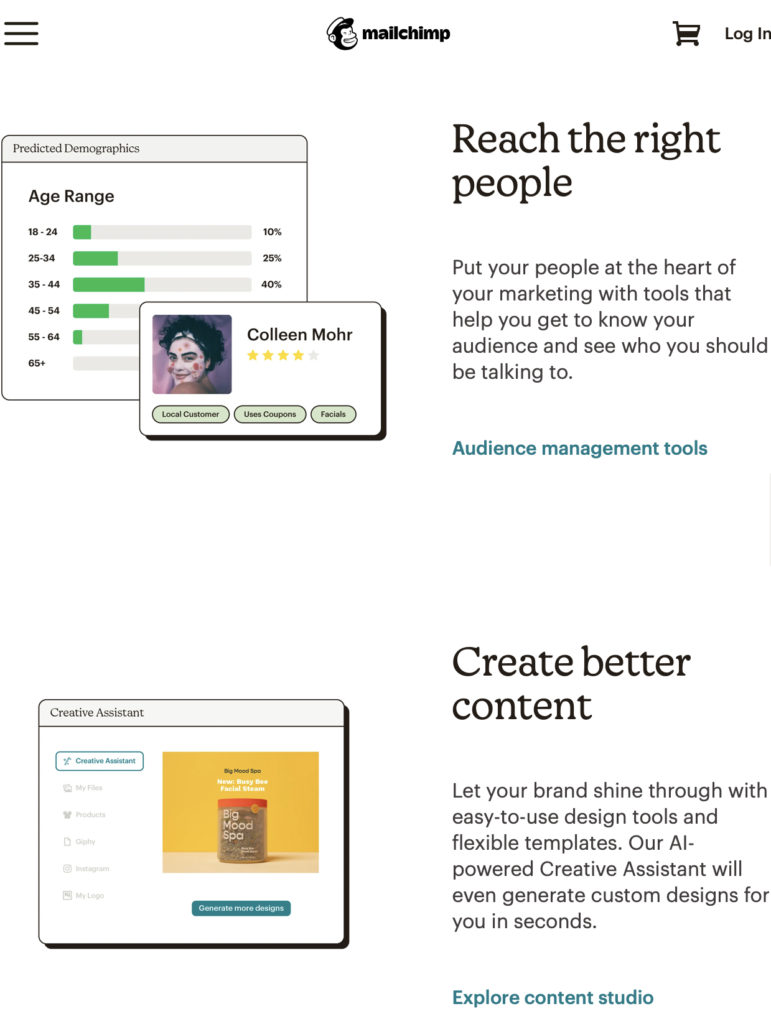 mailchimp
Log In
Predicted Demographics
Age Range
18 - 24 10%
25-34 25%
35 - 44 40%
45 - 54
55 - 64
65+
Colleen Mohr
Local Customer Uses Coupons Facials
Reach the right
people
Put your people at the heart of
your marketing with tools that
help you get to know your
audience and see who you should
be talking to.
Audience management tools
Creative Assistant
Creative Assistant
My Files
Products
Giphy
Instagram
My Logo
Big Mood Spa
New: Busy Bee
Facial Steam
Big
Mood
Spa
Generate more designs
Create better
content
Let your brand shine through with
easy-to-use design tools and
flexible templates. Our AI-
powered Creative Assistant will
even generate custom designs for
you in seconds.
Explore content studio